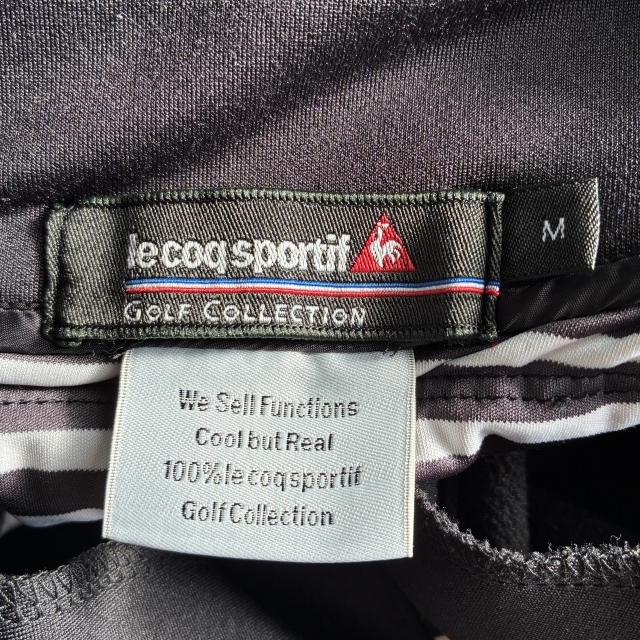 le coq sportif
GOLF COLLECTION
M
We Sell Functions
Cool but Real
100% le coq sportif
Golf Collection